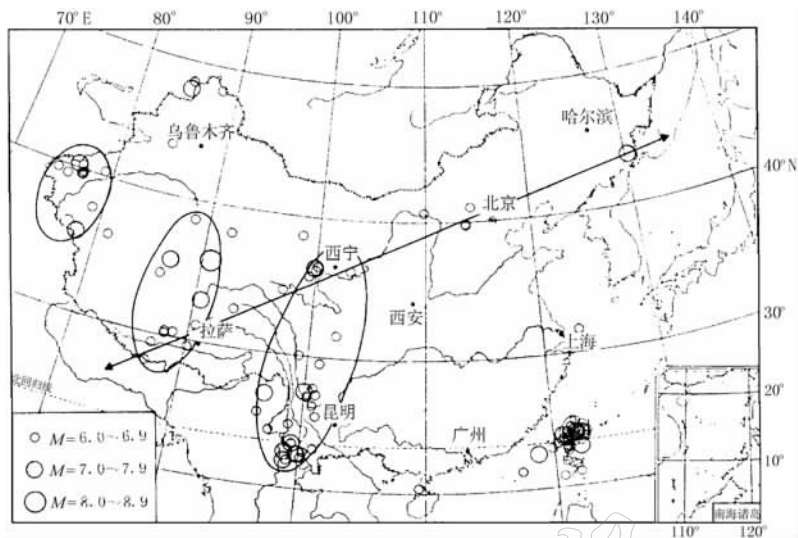 70°E
80°
90°
100°
110°
120°
130°
140°
乌鲁木齐
哈尔滨
40°N
北京
西宁
西安
30°
拉萨
上海
昆明
20°
广州
M=6.0~6.9
M=7.0~7.9
10°
M=8.0~8.9
南海诸岛
110°
120°